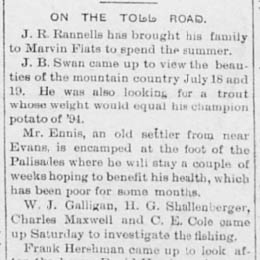 ON THE TOLL ROAD.
J. R. Rannells has brought his family
to Marvin Flats to spend the summer.
J. B. Swan came up to view the beau-
ties of the mountain country July 18 and
19. He was also looking for a trout
whose weight would equal his champion
potato of '94.
Mr. Ennis, an old settler from near
Evans, is encamped at the foot of the
Palisades where he will stay a couple of
weeks hoping to benefit his health, which
has been poor for some months.
W. J. Galligan, H. G. Shallenberger,
Charles Maxwell and C. E. Cole came
up Saturday to investigate the fishing.
Frank Hershman came up to look af-